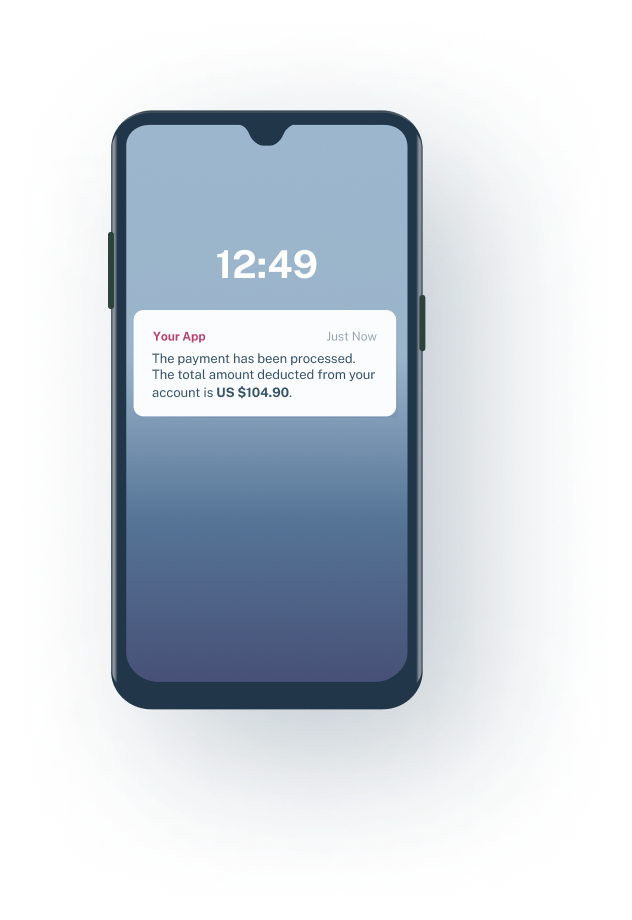 12:49
Your App Just Now
The payment has been processed.
The total amount deducted from your
account is US $104.90.